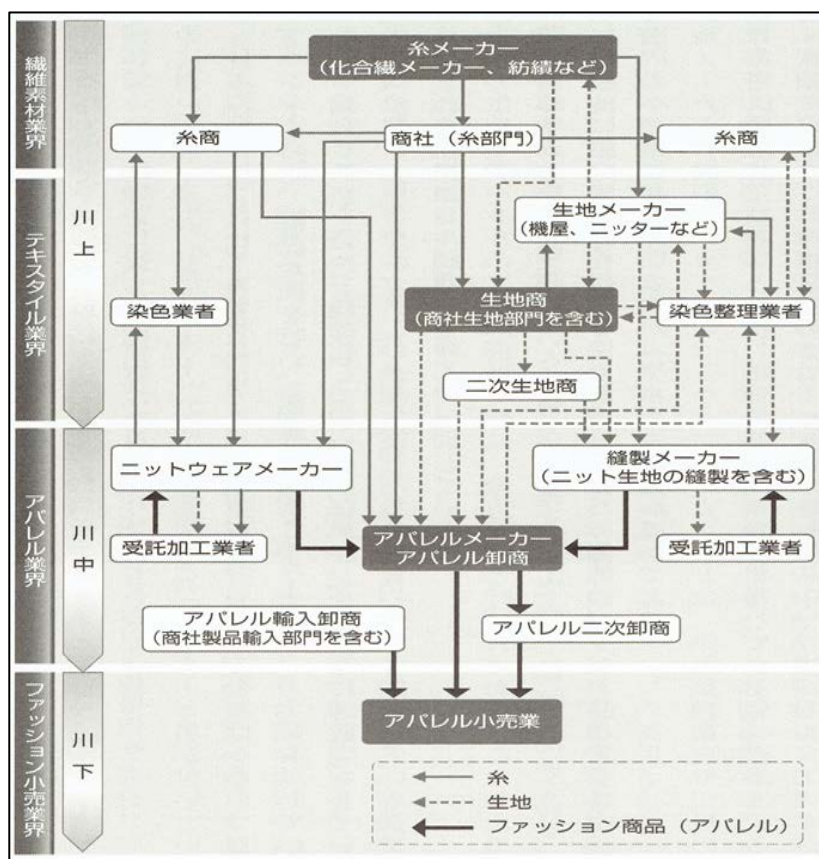 繊維素材業界
テキスタイル業界
アパレル業界
ファッション小売業界
川上
川中
川下
糸メーカー
(化合繊メーカー、紡績など)
糸商
商社(糸部門)
糸商
生地メーカー
(機屋、ニッターなど)
染色業者
生地商
(商社生地部門を含む)
染色整理業者
二次生地商
ニットウェアメーカー
縫製メーカー
(ニット生地の縫製を含む)
受託加工業者
アパレルメーカー
アパレル卸商
受託加工業者
アパレル輸入卸商
(商社製品輸入部門を含む)
アパレル二次卸商
アパレル小売業
糸
生地
ファッション商品(アパレル)